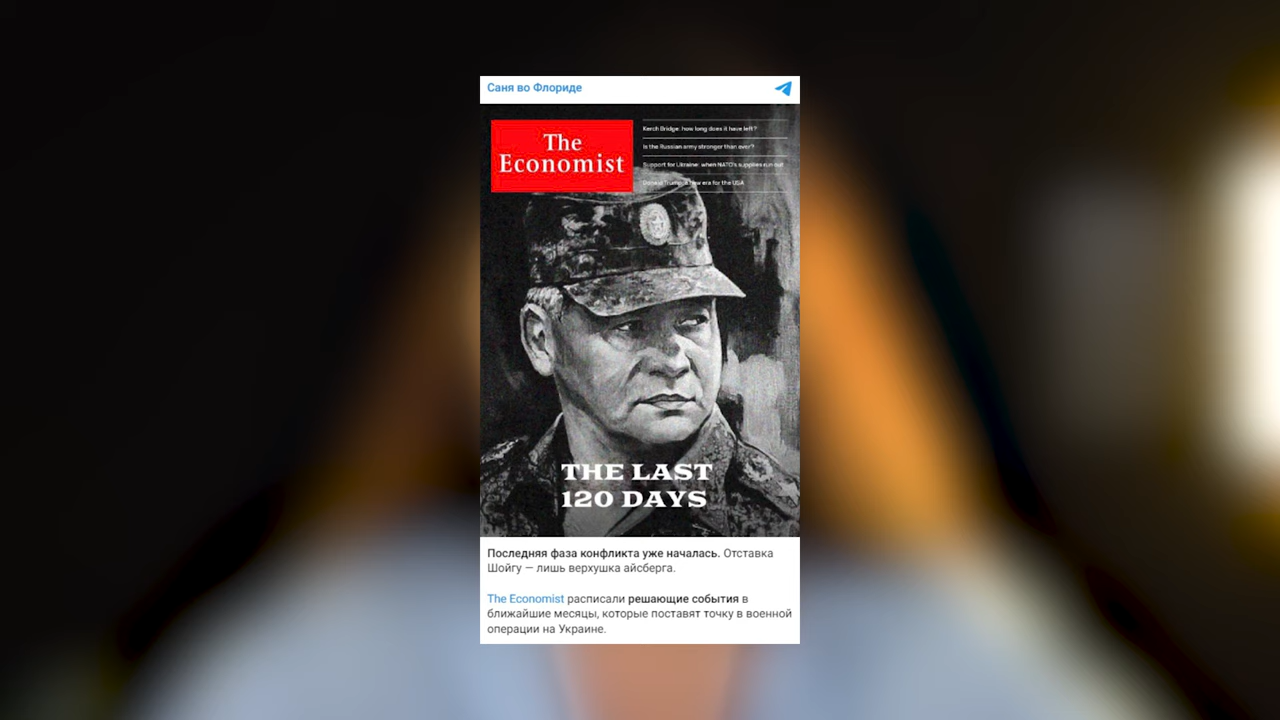 Саня во Флориде
The
Economist
Kerch Bridge: how long does it have left?
Is the Russian army stronger than ever?
Support for Ukraine: when NATO's supplies run out
Donald Trump: a new era for the USA
THE LAST
120 DAYS
Последняя фаза конфликта уже началась. Отставка
Шойгу — лишь верхушка айсберга.
The Economist расписали решающие события в
ближайшие месяцы, которые поставят точку в военной
операции на Украине.